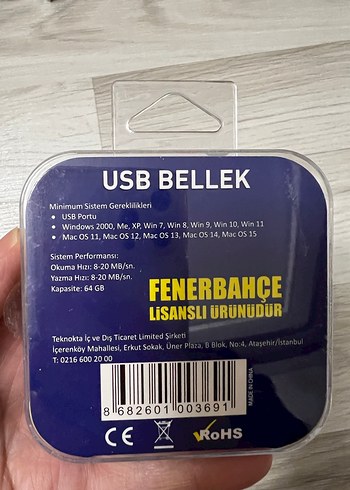 USB BELLEK
Minimum Sistem Gereklilikleri
• USB Portu
• Windows 2000, Me, XP, Win 7, Win 8, Win 9, Win 10, Win 11
• Mac OS 11, Mac OS 12, Mac OS 13, Mac OS 14, Mac OS 15
Sistem Performansı:
Okuma Hızı: 8-20 MB/sn.
Yazma Hızı: 8-20 MB/sn.
Kapasite: 64 GB
FENERBAHÇE
LİSANSLI ÜRÜNÜDÜR
Teknokta İç ve Dış Ticaret Limited Şirketi
İçerenköy Mahallesi, Erkut Sokak, Üner Plaza, B Blok, No:4, Ataşehir/İstanbul
T: 0216 600 20 00
MADE IN CHINA
8 682601 003691
CE
RoHS